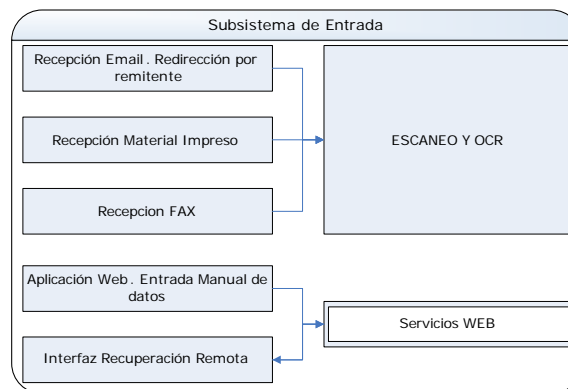 Subsistema de Entrada
Recepción Email. Redirección por
remitente
Recepción Material Impreso
ESCANEO Y OCR
Recepcion FAX
Aplicación Web. Entrada Manual de
datos
Servicios WEB
Interfaz Recuperación Remota